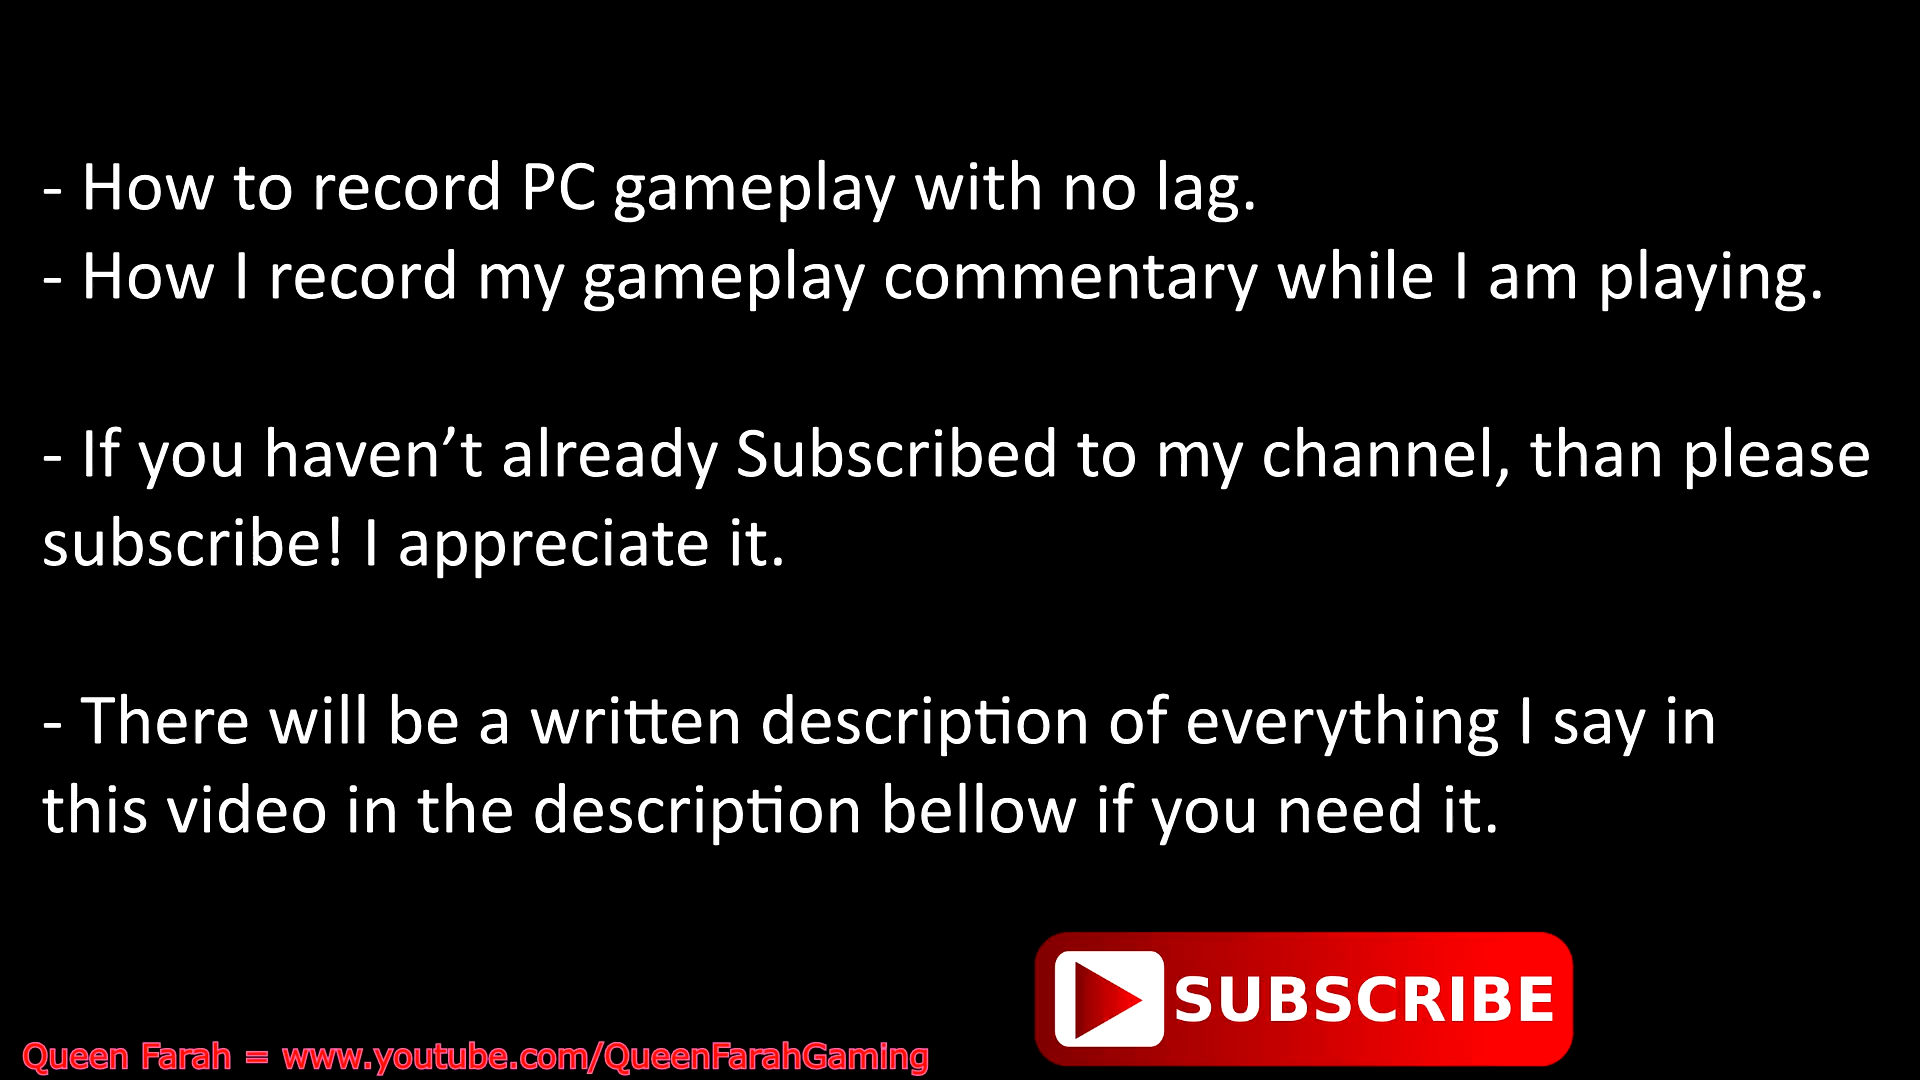 - How to record PC gameplay with no lag.
- How I record my gameplay commentary while I am playing.
- If you haven’t already Subscribed to my channel, than please
subscribe! I appreciate it.
- There will be a written description of everything I say in
this video in the description bellow if you need it.
SUBSCRIBE
Queen Farah = www.youtube.com/QueenFarahGaming